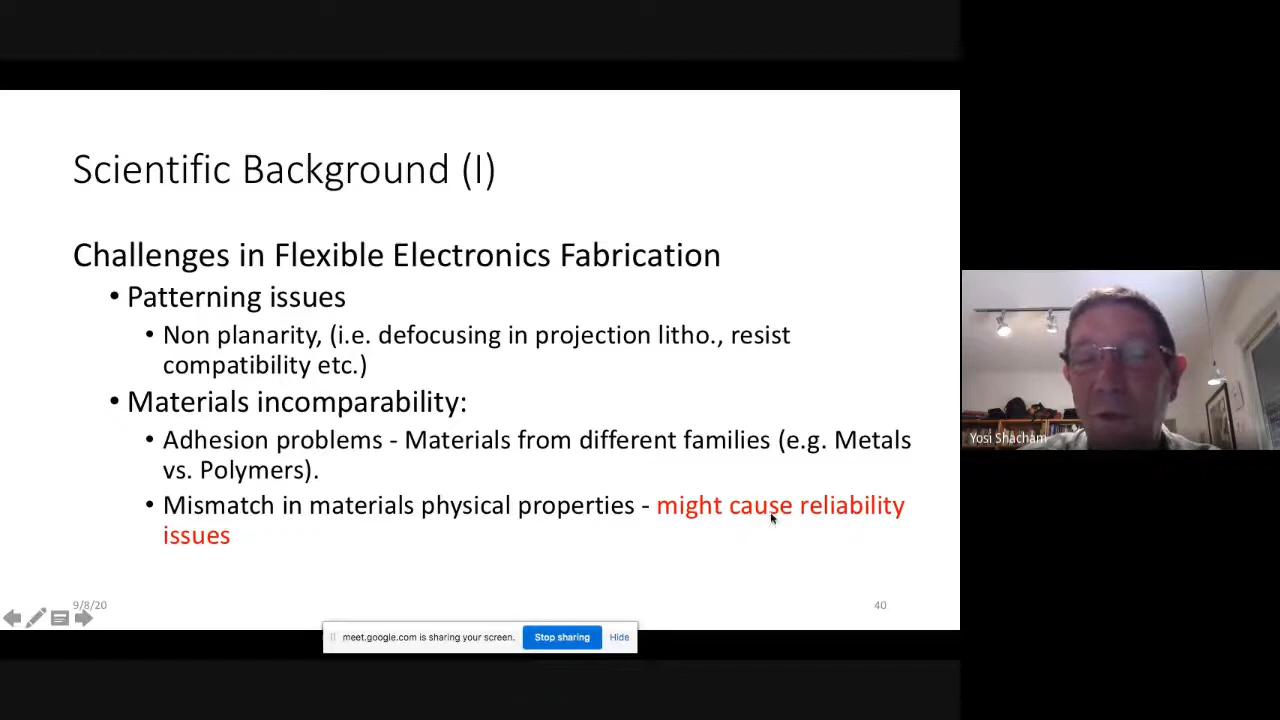 Scientific Background (I)
Challenges in Flexible Electronics Fabrication
• Patterning issues
• Non planarity, (i.e. defocusing in projection litho., resist
compatibility etc.)
• Materials incomparability:
• Adhesion problems - Materials from different families (e.g. Metals
vs. Polymers).
• Mismatch in materials physical properties - might cause reliability
issues
Yosi Shacham
9/8/20
40
meet.google.com is sharing your screen.
Stop sharing
Hide